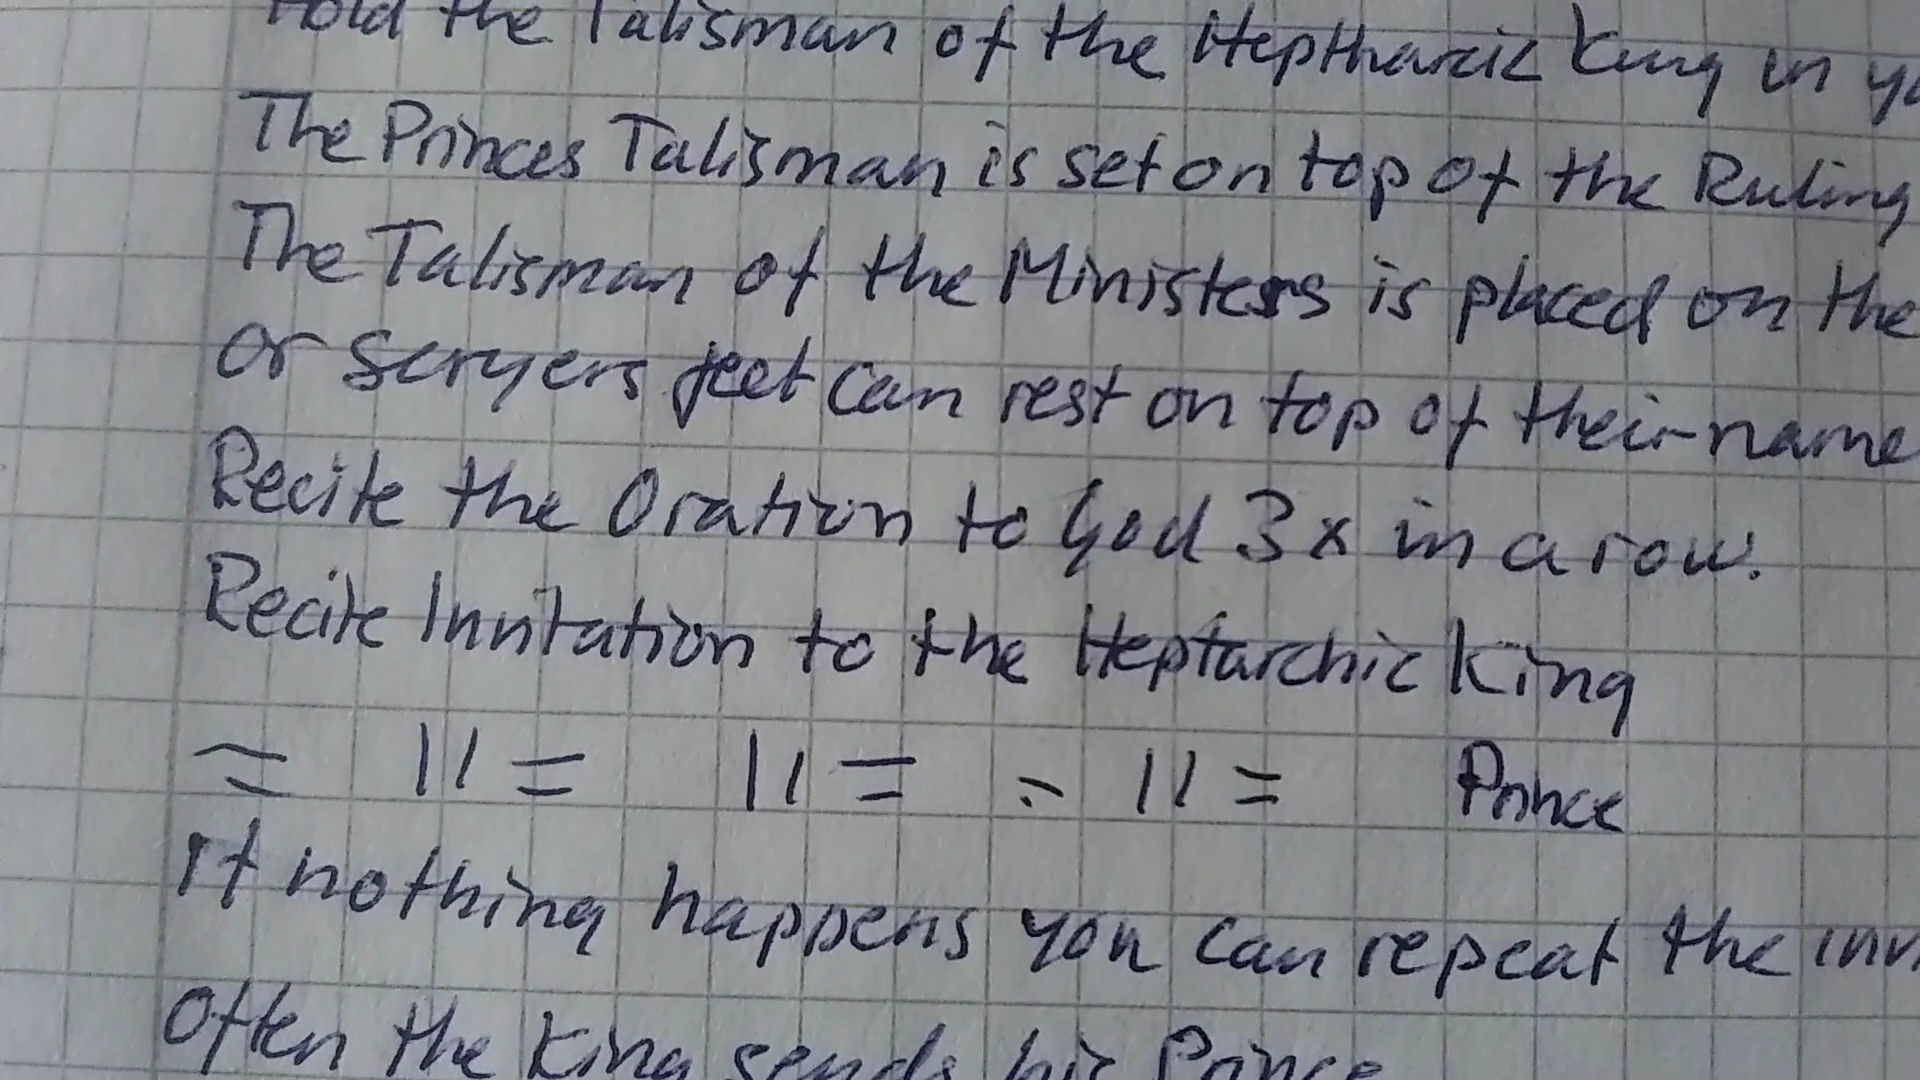 Hold the Talisman of the Heptharcic King in yo
The Princes Talisman is set on top of the Ruling
The Talisman of the Ministers is placed on the
or scryers feet can rest on top of their name
Recite the Oration to God 3x in a row.
Recite Invitation to the Heptarchic King
= 11 = 11 = - 11 = Prince
If nothing happens you can repeat the inv
Often the King sends his Prince